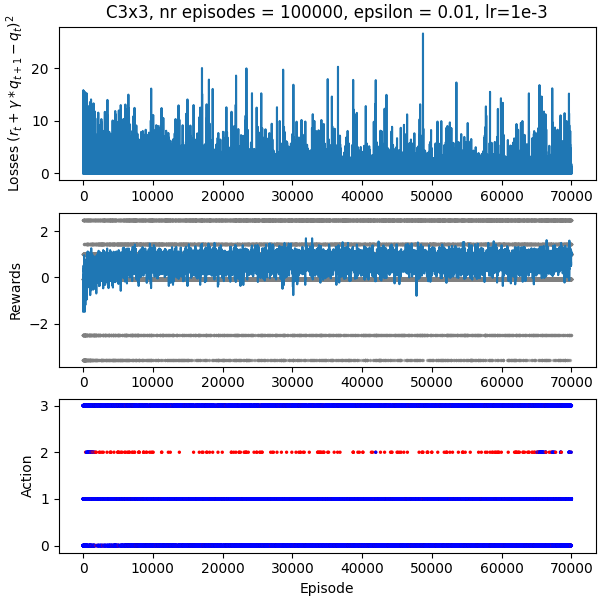 C3x3, nr episodes = 100000, epsilon = 0.01, lr=1e-3
Losses $(r_t + \gamma * q_{t+1} - q_t)^2$
20
10
0
0 10000 20000 30000 40000 50000 60000 70000
Rewards
2
0
−2
0 10000 20000 30000 40000 50000 60000 70000
Action
3
2
1
0
0 10000 20000 30000 40000 50000 60000 70000
Episode